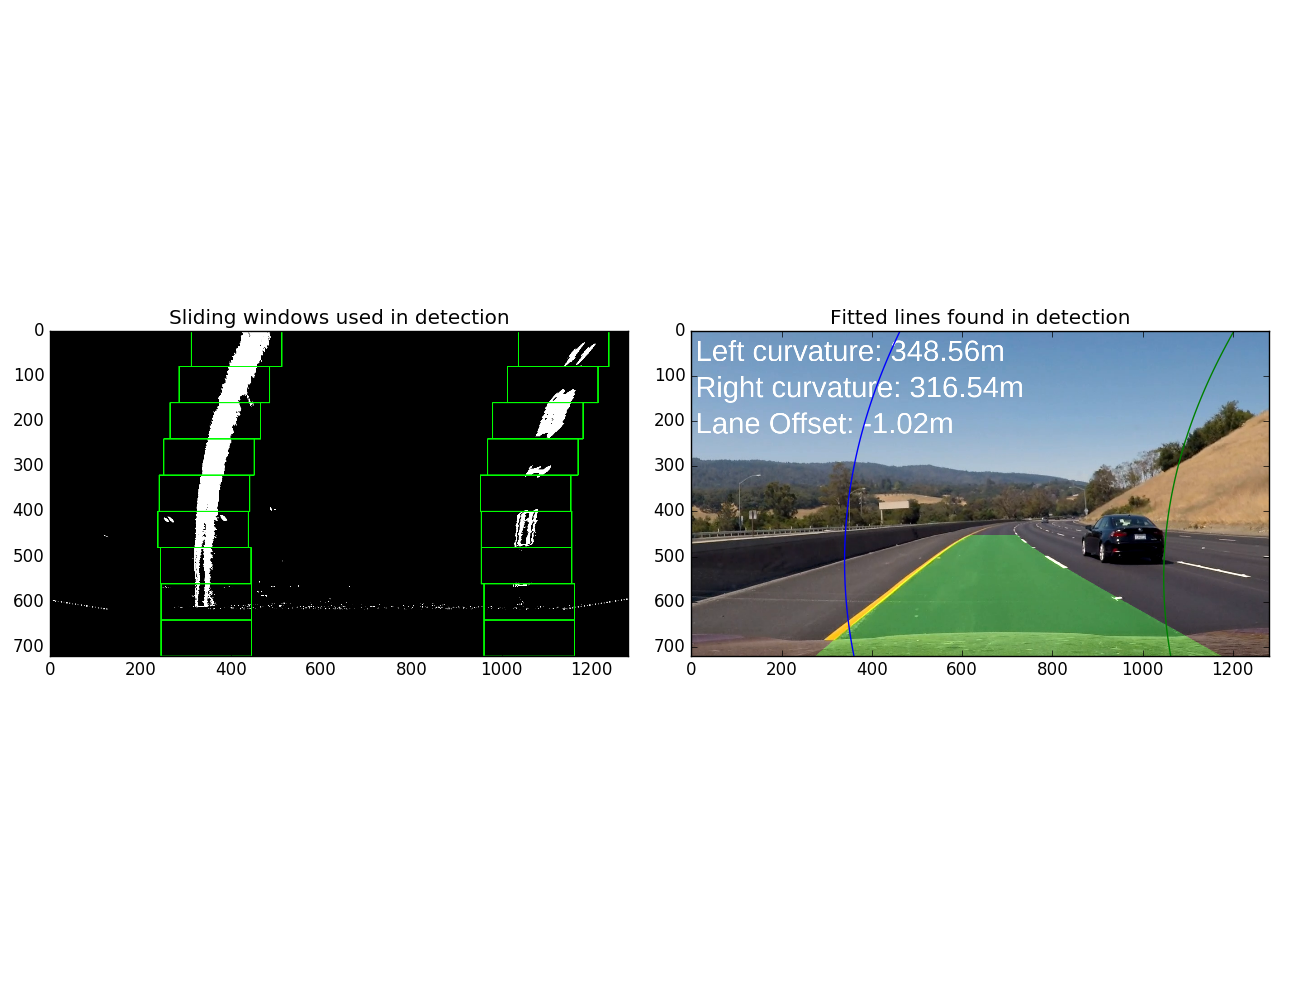 Sliding windows used in detection
0
100
200
300
400
500
600
700
0 200 400 600 800 1000 1200
Fitted lines found in detection
Left curvature: 348.56m
Right curvature: 316.54m
Lane Offset: -1.02m
0
100
200
300
400
500
600
700
0 200 400 600 800 1000 1200